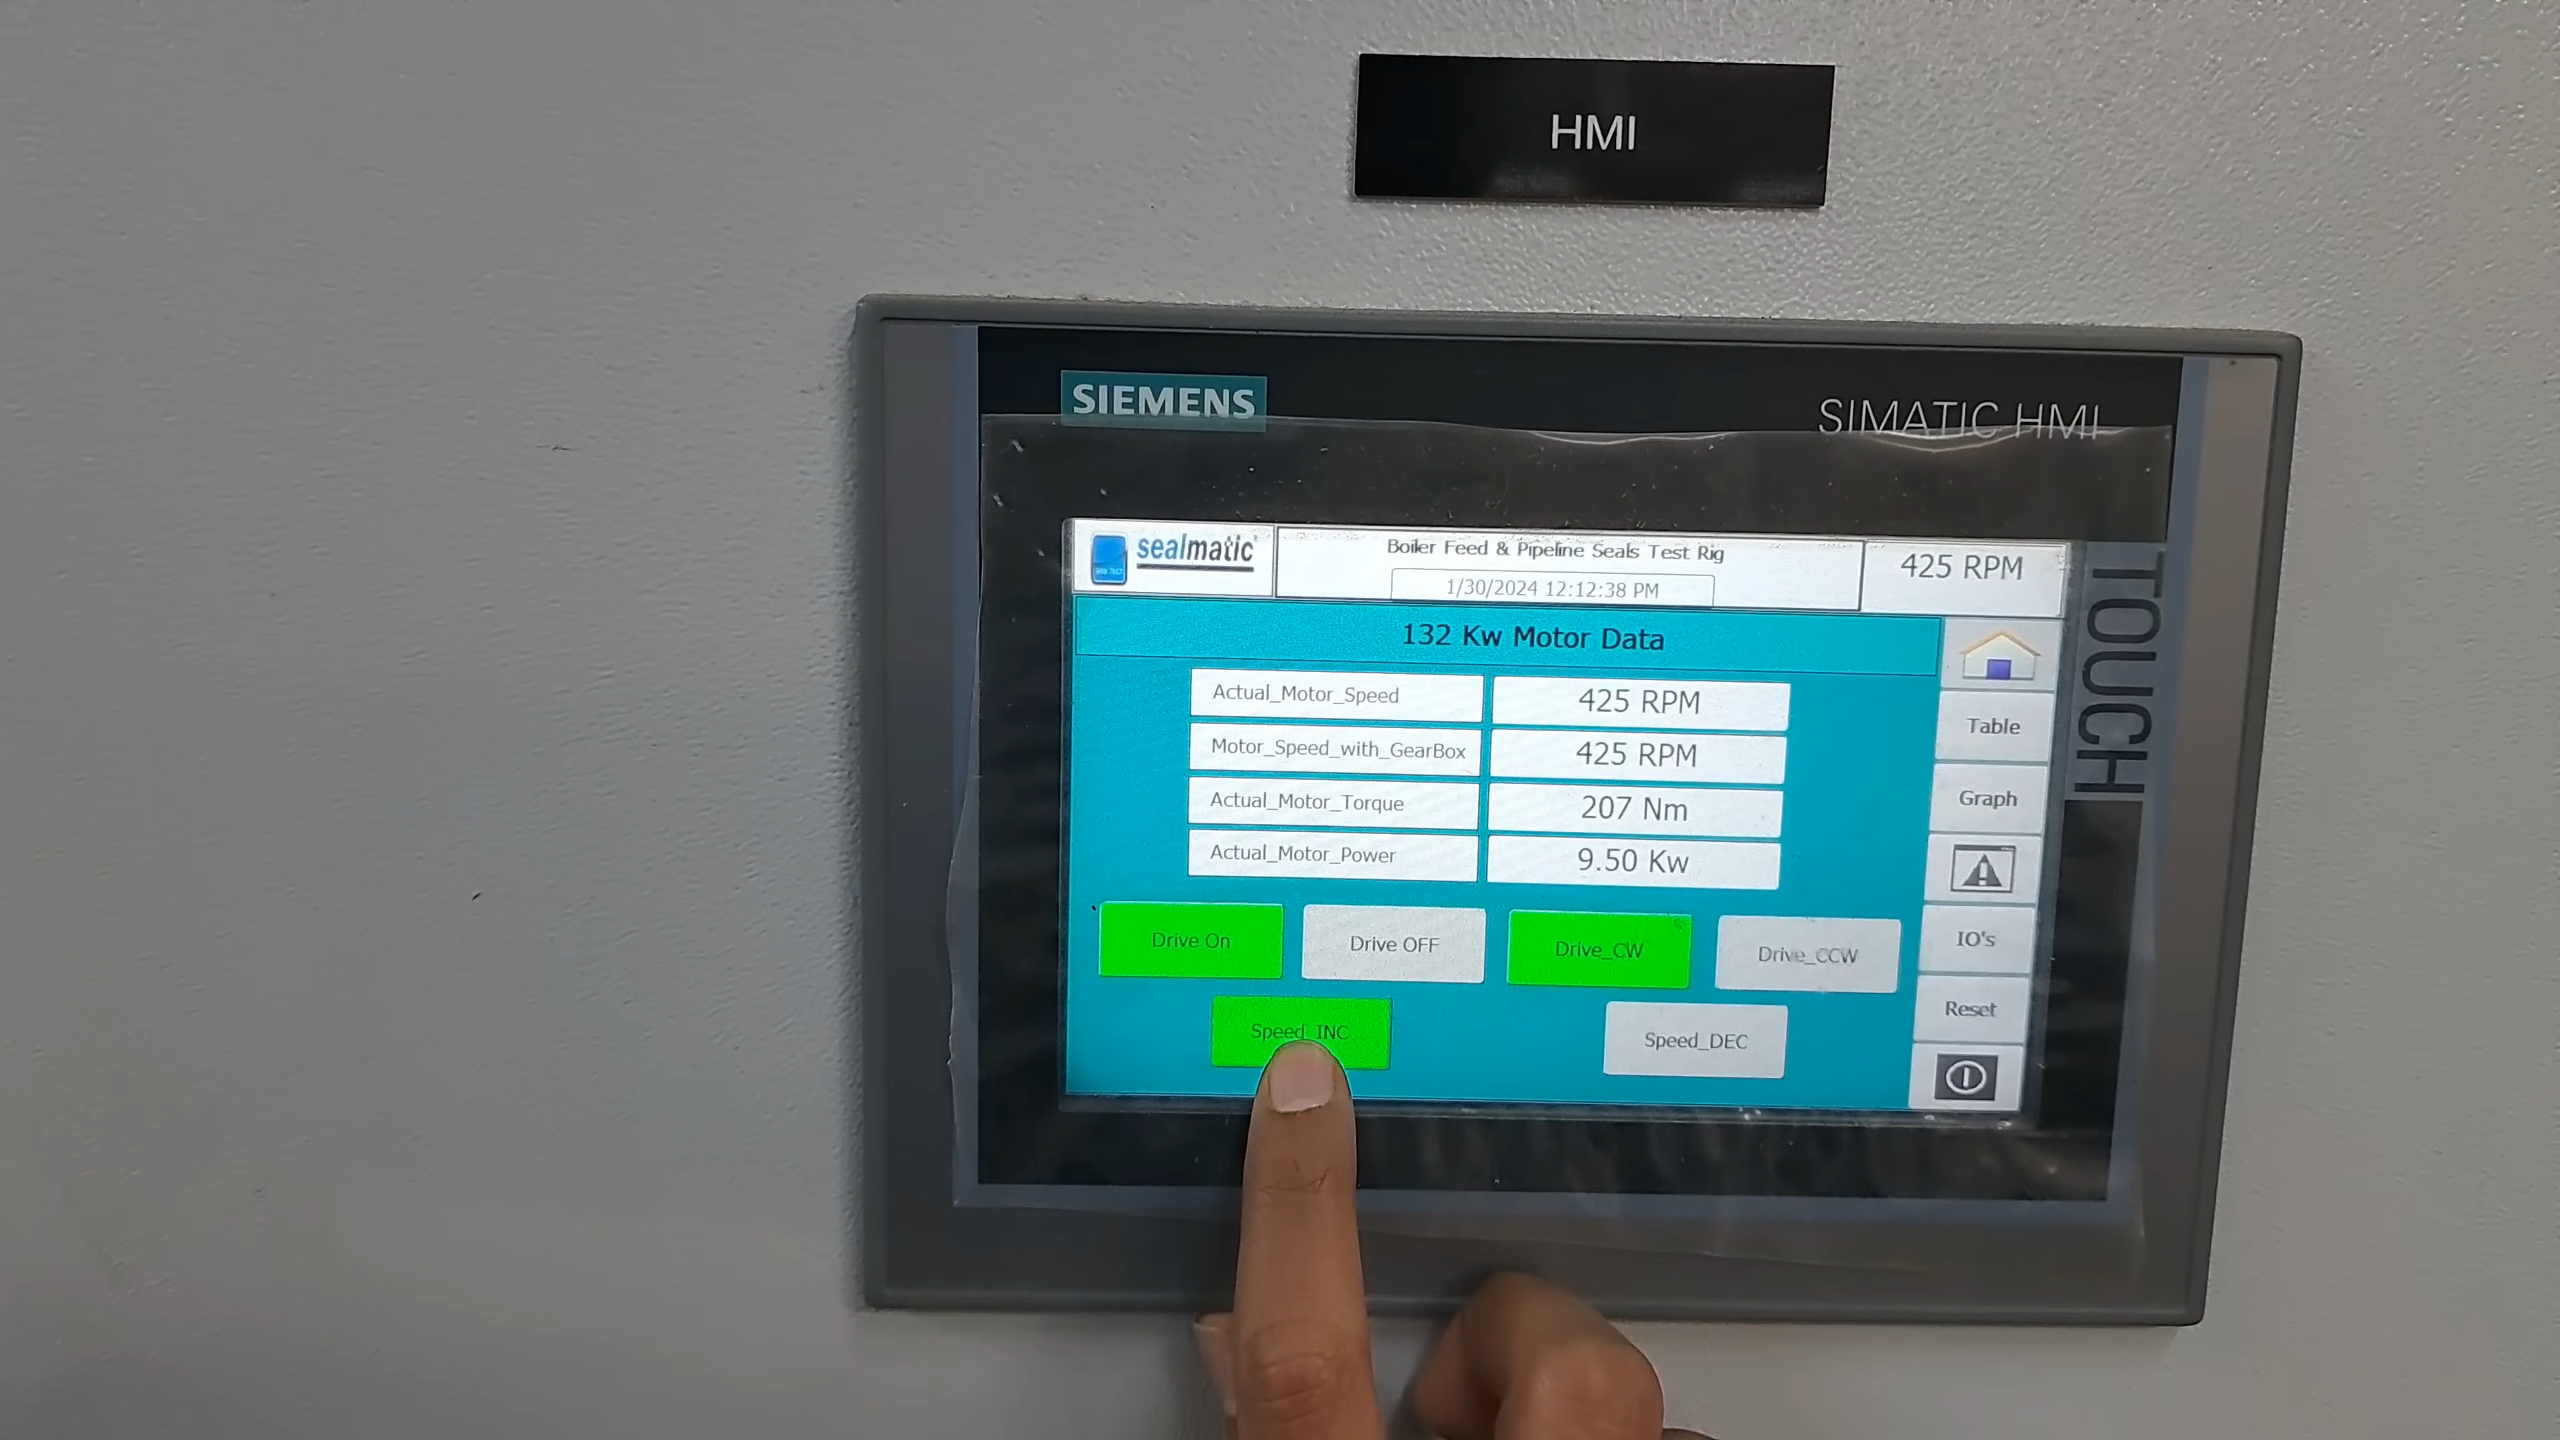 HMI
SIEMENS
SIMATIC HMI
TOUCH
sealmatic
Boiler Feed & Pipeline Seals Test Rig
1/30/2024 12:12:38 PM
425 RPM
132 Kw Motor Data
Actual_Motor_Speed 425 RPM
Motor_Speed_with_GearBox 425 RPM
Actual_Motor_Torque 207 Nm
Actual_Motor_Power 9.50 Kw
Drive On Drive OFF Drive_CW Drive_CCW
Speed_INC Speed_DEC
Table
Graph
IO's
Reset